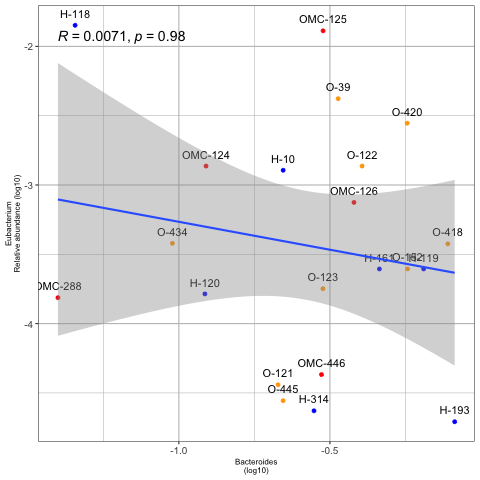 H-118
OMC-125
R = 0.0071, p = 0.98
-2
O-39
O-420
OMC-124
H-10
O-122
-3
OMC-126
O-434
O-418
H-161
O-152
H-119
OMC-288
H-120
O-123
-4
OMC-446
O-121
O-445
H-314
H-193
-1.0
-0.5
Bacteroides
(log10)
Eubacterium
Relative abundance (log10)